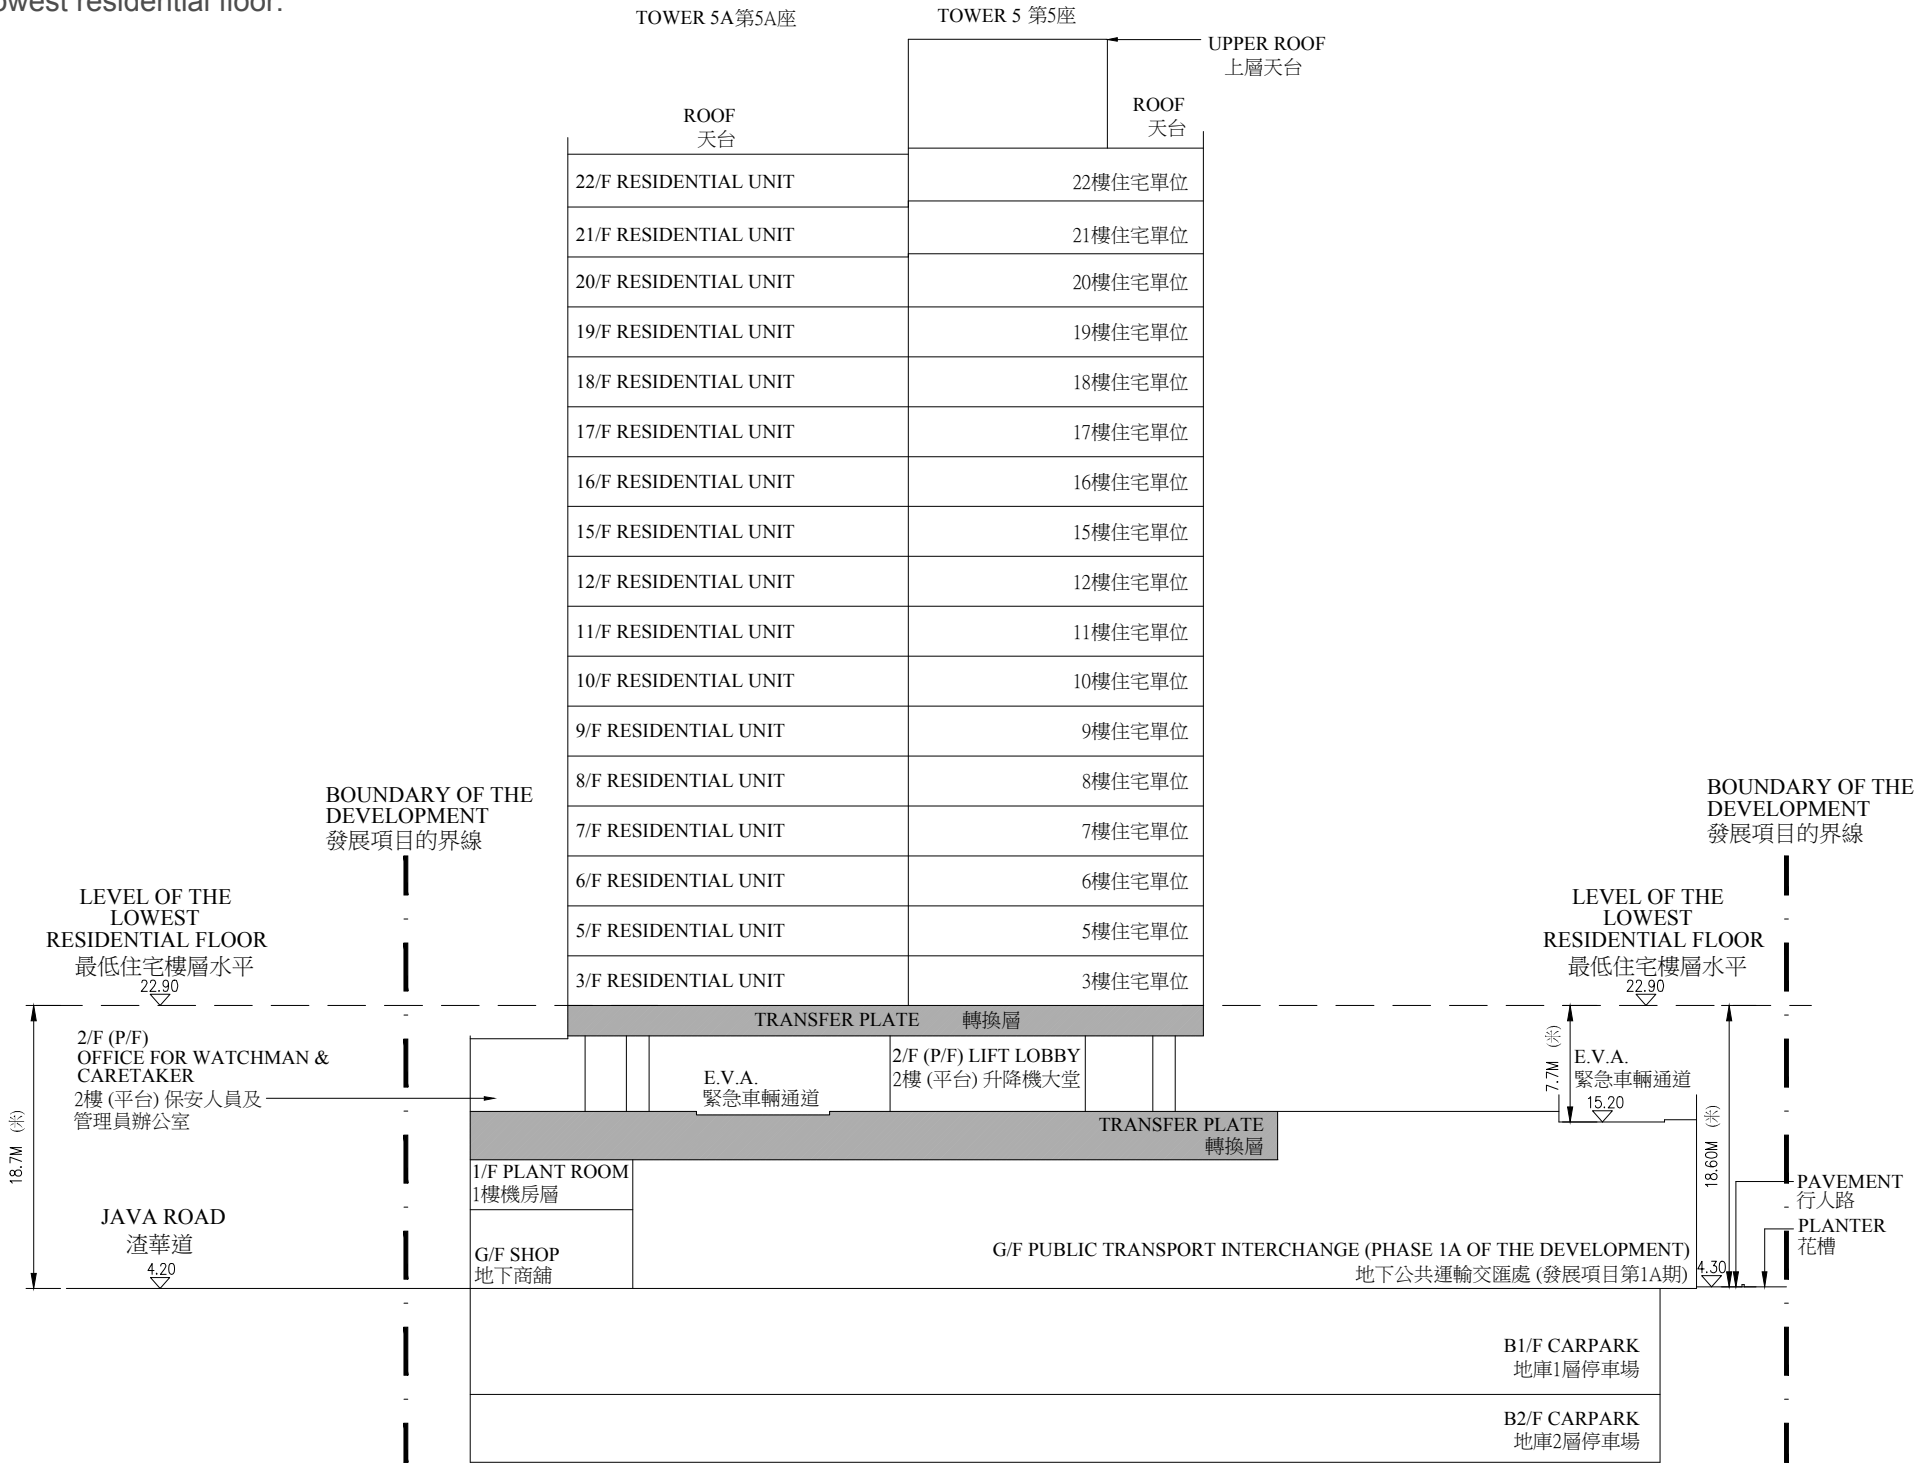 owest residential floor.
TOWER 5A第5A座
TOWER 5 第5座
UPPER ROOF
上層天台
ROOF
天台
ROOF
天台
22/F RESIDENTIAL UNIT
22樓住宅單位
21/F RESIDENTIAL UNIT
21樓住宅單位
20/F RESIDENTIAL UNIT
20樓住宅單位
19/F RESIDENTIAL UNIT
19樓住宅單位
18/F RESIDENTIAL UNIT
18樓住宅單位
17/F RESIDENTIAL UNIT
17樓住宅單位
16/F RESIDENTIAL UNIT
16樓住宅單位
15/F RESIDENTIAL UNIT
15樓住宅單位
12/F RESIDENTIAL UNIT
12樓住宅單位
11/F RESIDENTIAL UNIT
11樓住宅單位
10/F RESIDENTIAL UNIT
10樓住宅單位
9/F RESIDENTIAL UNIT
9樓住宅單位
8/F RESIDENTIAL UNIT
8樓住宅單位
7/F RESIDENTIAL UNIT
7樓住宅單位
6/F RESIDENTIAL UNIT
6樓住宅單位
5/F RESIDENTIAL UNIT
5樓住宅單位
3/F RESIDENTIAL UNIT
3樓住宅單位
BOUNDARY OF THE
DEVELOPMENT
發展項目的界線
BOUNDARY OF THE
DEVELOPMENT
發展項目的界線
LEVEL OF THE
LOWEST
RESIDENTIAL FLOOR
最低住宅樓層水平
22.90
LEVEL OF THE
LOWEST
RESIDENTIAL FLOOR
最低住宅樓層水平
22.90
TRANSFER PLATE 轉換層
2/F (P/F)
OFFICE FOR WATCHMAN &
CARETAKER
2樓 (平台) 保安人員及
管理員辦公室
E.V.A.
緊急車輛通道
2/F (P/F) LIFT LOBBY
2樓 (平台) 升降機大堂
7.7M (米)
E.V.A.
緊急車輛通道
15.20
TRANSFER PLATE
轉換層
18.7M (米)
18.60M (米)
1/F PLANT ROOM
1樓機房層
PAVEMENT
行人路
PLANTER
花槽
JAVA ROAD
渣華道
4.20
G/F SHOP
地下商舖
G/F PUBLIC TRANSPORT INTERCHANGE (PHASE 1A OF THE DEVELOPMENT)
地下公共運輸交匯處 (發展項目第1A期)
4.30
B1/F CARPARK
地庫1層停車場
B2/F CARPARK
地庫2層停車場